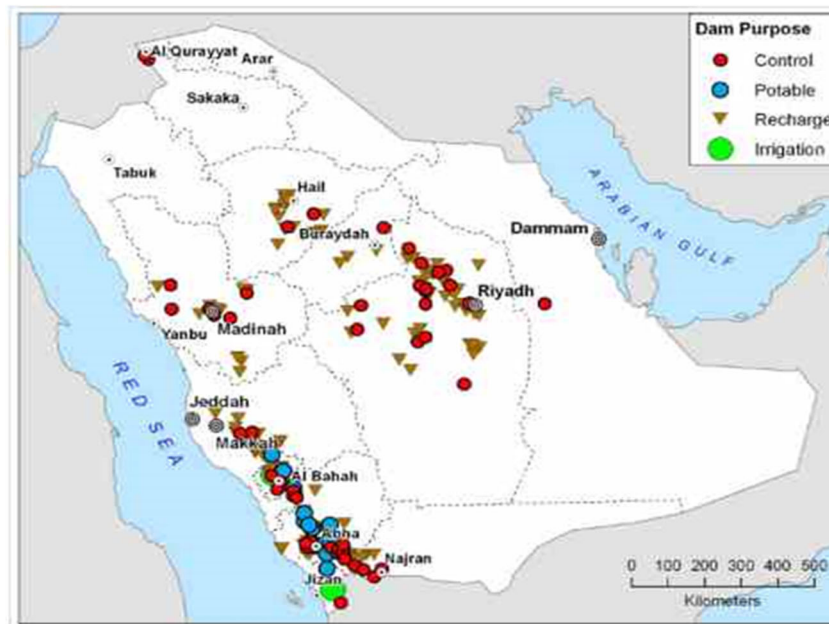 Dam Purpose
Control
Potable
Recharge
Irrigation
Al Qurayyat
Arar
Sakaka
Tabuk
Hail
Buraydah
Dammam
ARABIAN GULF
Riyadh
Madinah
Yanbu
RED SEA
Jeddah
Makkah
Al Bahah
Abha
Najran
Jizan
0 100 200 300 400 500
Kilometers